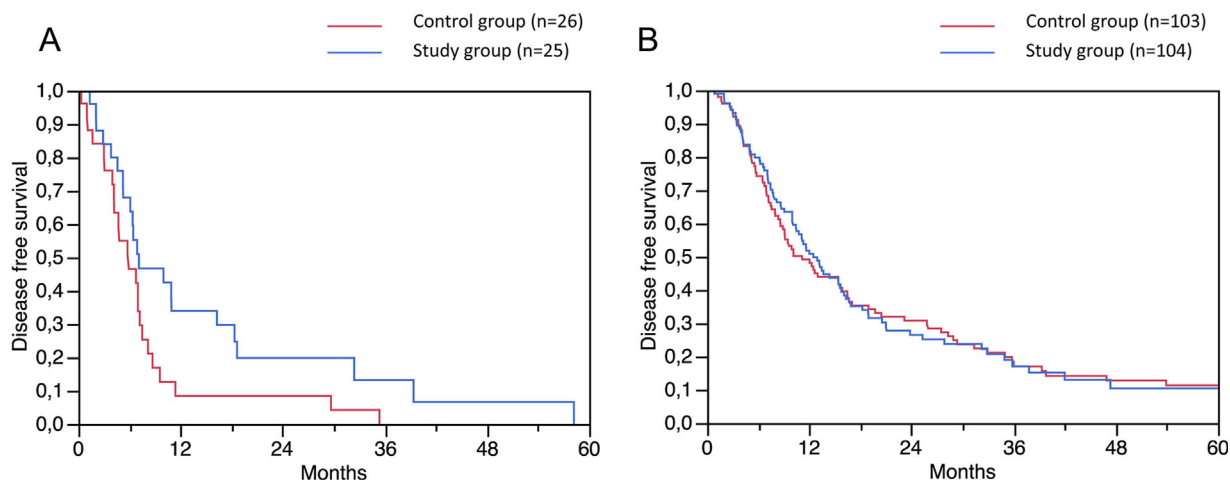 A
Control group (n=26)
Study group (n=25)
1,0
0,9
0,8
0,7
0,6
0,5
0,4
0,3
0,2
0,1
0,0
Disease free survival
0 12 24 36 48 60
Months
B
Control group (n=103)
Study group (n=104)
1,0
0,9
0,8
0,7
0,6
0,5
0,4
0,3
0,2
0,1
0,0
Disease free survival
0 12 24 36 48 60
Months